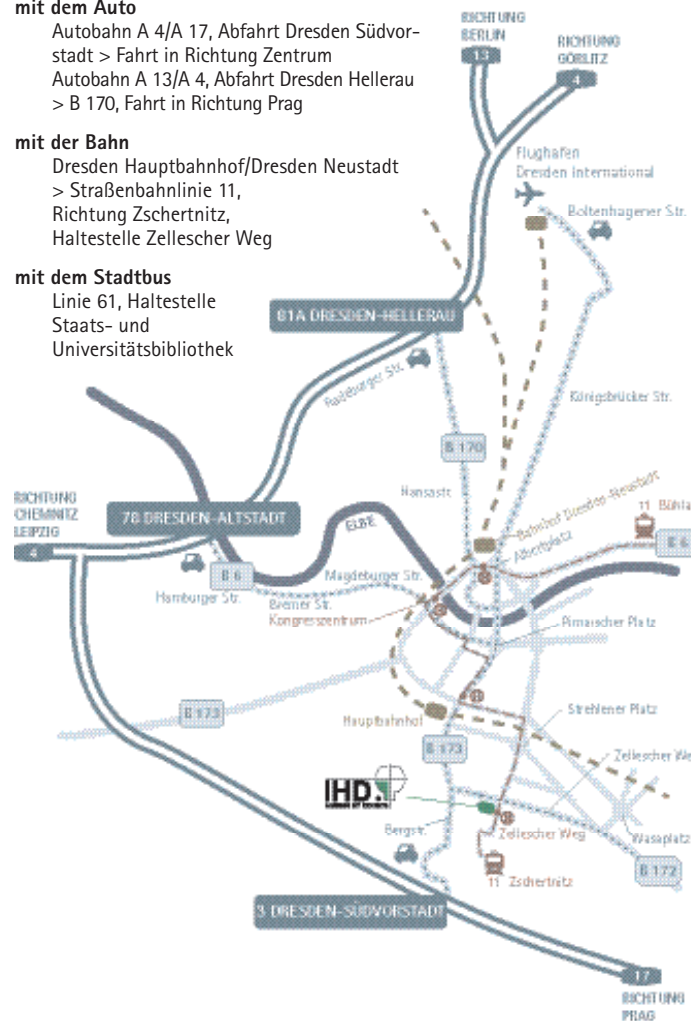 mit dem Auto
Autobahn A 4/A 17, Abfahrt Dresden Südvor-
stadt > Fahrt in Richtung Zentrum
Autobahn A 13/A 4, Abfahrt Dresden Hellerau
> B 170, Fahrt in Richtung Prag
mit der Bahn
Dresden Hauptbahnhof/Dresden Neustadt
> Straßenbahnlinie 11,
Richtung Zschertnitz,
Haltestelle Zellescher Weg
mit dem Stadtbus
Linie 61, Haltestelle
Staats- und
Universitätsbibliothek
RICHTUNG
BERLIN
13
RICHTUNG
GÖRLITZ
4
Flughafen
Dresden International
Boltenhagener Str.
81A DRESDEN-HELLERAU
Radeburger Str.
Königsbrücker Str.
B 170
Hansastr.
RICHTUNG
CHEMNITZ
LEIPZIG
4
78 DRESDEN-ALTSTADT
ELBE
Bahnhof Dresden-Neustadt
Albertplatz
11 Bühla
B 6
B 6
Hamburger Str.
Magdeburger Str.
Bremer Str.
Kongresszentrum
Pirnaischer Platz
B 173
Hauptbahnhof
Strehlener Platz
B 173
Zellescher We
IHD
Bergstr.
Zellescher Weg
Wasaplatz
11 Zschertnitz
B 172
3 DRESDEN-SÜDVORSTADT
17
RICHTUNG
PRAG